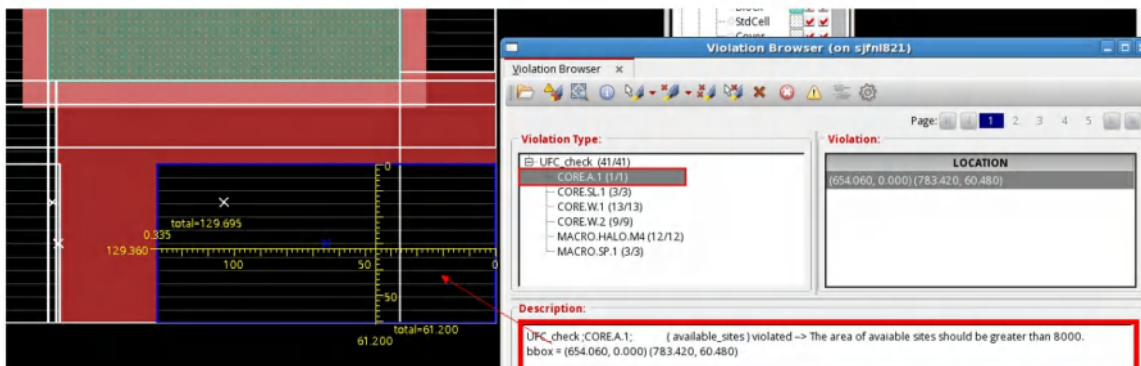 StdCell
Cover
Violation Browser (on sjfnl821)
Violation Browser ×
Page: 1 2 3 4 5
Violation Type:
UFC_check (41/41)
CORE.A.1 (1/1)
CORE.SL.1 (3/3)
CORE.W.1 (13/13)
CORE.W.2 (9/9)
MACRO.HALO.M4 (12/12)
MACRO.SP.1 (3/3)
Violation:
LOCATION
(654.060, 0.000) (783.420, 60.480)
Description:
UFC_check ;CORE.A.1; ( available_sites ) violated --> The area of avaiable sites should be greater than 8000.
bbox = (654.060, 0.000) (783.420, 60.480)
0
total=129.695
0.335
129.360
100
50
0
50
total=61.200
61.200